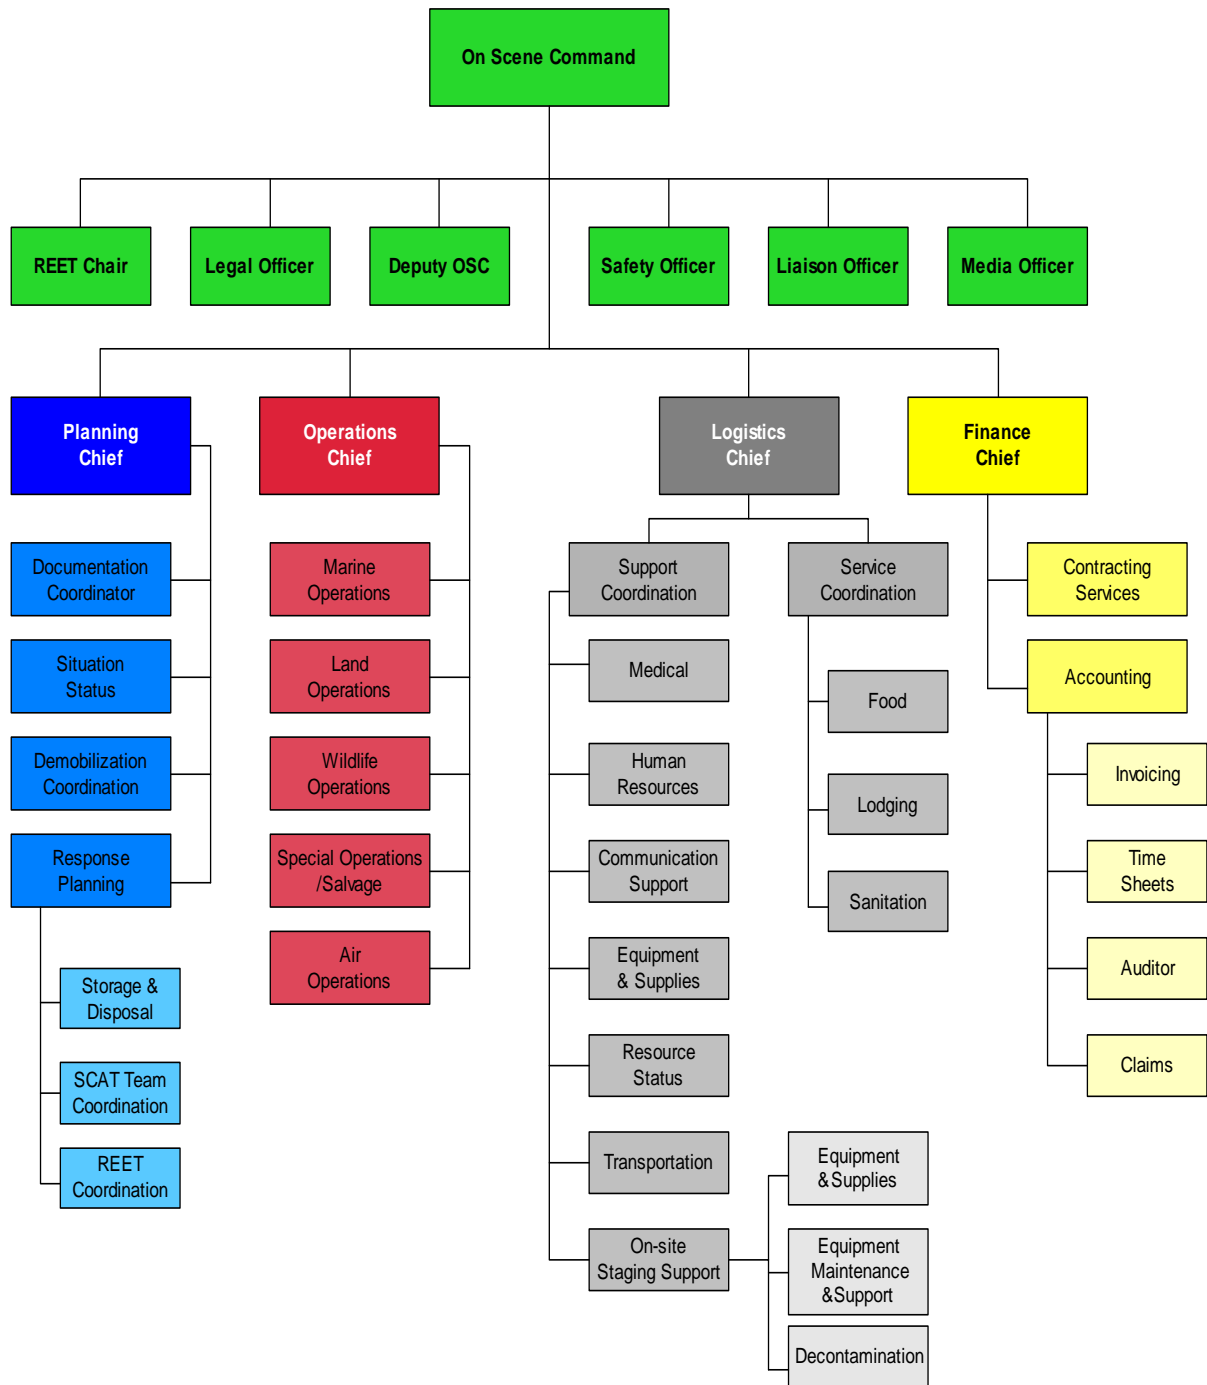 On Scene Command
REET Chair
Legal Officer
Deputy OSC
Safety Officer
Liaison Officer
Media Officer
Planning
Chief
Operations
Chief
Logistics
Chief
Finance
Chief
Documentation
Coordinator
Situation
Status
Demobilization
Coordination
Response
Planning
Storage &
Disposal
SCAT Team
Coordination
REET
Coordination
Marine
Operations
Land
Operations
Wildlife
Operations
Special Operations
/Salvage
Air
Operations
Support
Coordination
Medical
Human
Resources
Communication
Support
Equipment
& Supplies
Resource
Status
Transportation
On-site
Staging Support
Equipment
&Supplies
Equipment
Maintenance
&Support
Decontamination
Service
Coordination
Food
Lodging
Sanitation
Contracting
Services
Accounting
Invoicing
Time
Sheets
Auditor
Claims